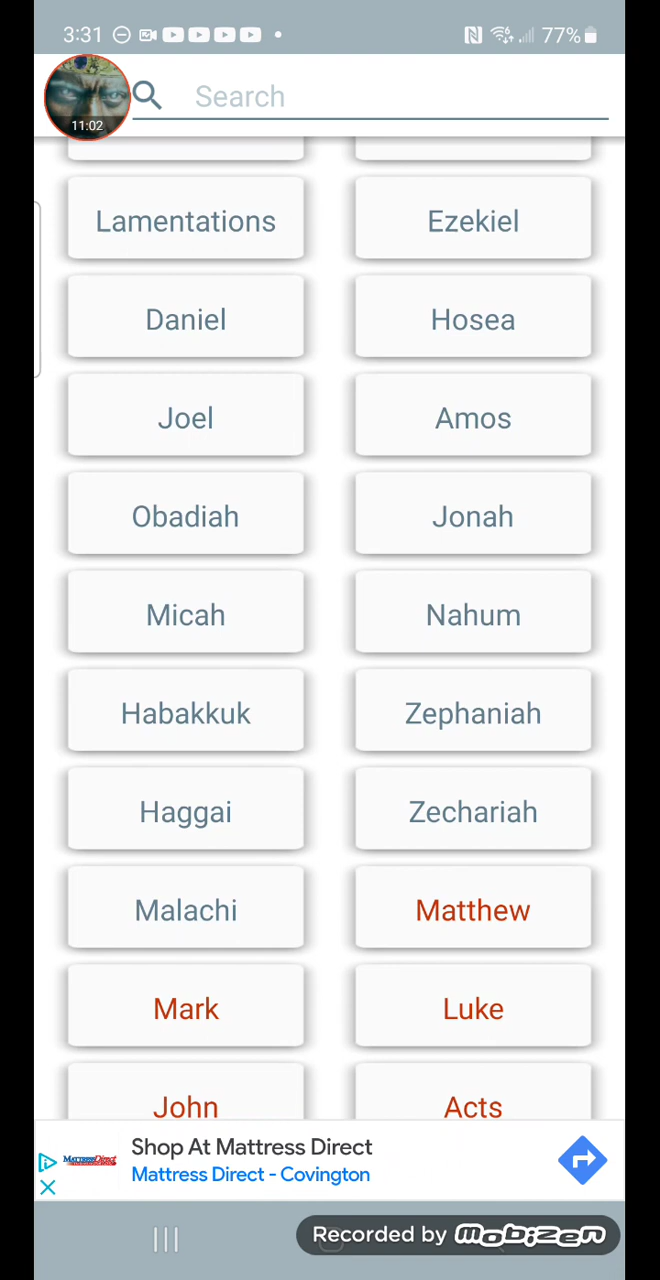 3:31
77%
11:02
Search
Lamentations
Ezekiel
Daniel
Hosea
Joel
Amos
Obadiah
Jonah
Micah
Nahum
Habakkuk
Zephaniah
Haggai
Zechariah
Malachi
Matthew
Mark
Luke
John
Acts
Shop At Mattress Direct
MattressDirect
Mattress Direct - Covington
Recorded by mobizen